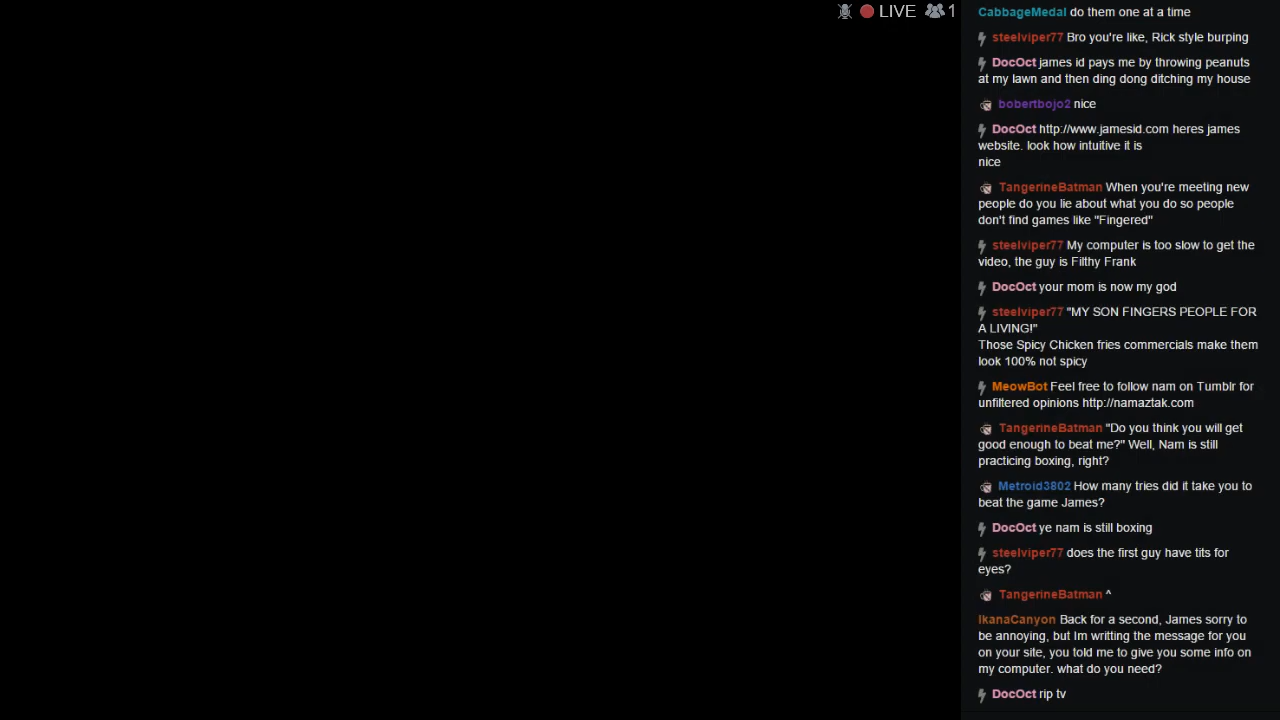 LIVE 1
CabbageMedal do them one at a time
steelviper77 Bro you're like, Rick style burping
DocOct james id pays me by throwing peanuts
at my lawn and then ding dong ditching my house
bobertbojo2 nice
DocOct http://www.jamesid.com heres james
website. look how intuitive it is
nice
TangerineBatman When you're meeting new
people do you lie about what you do so people
don't find games like "Fingered"
steelviper77 My computer is too slow to get the
video, the guy is Filthy Frank
DocOct your mom is now my god
steelviper77 "MY SON FINGERS PEOPLE FOR
A LIVING!"
Those Spicy Chicken fries commercials make them
look 100% not spicy
MeowBot Feel free to follow nam on Tumblr for
unfiltered opinions http://namaztak.com
TangerineBatman "Do you think you will get
good enough to beat me?" Well, Nam is still
practicing boxing, right?
Metroid3802 How many tries did it take you to
beat the game James?
DocOct ye nam is still boxing
steelviper77 does the first guy have tits for
eyes?
TangerineBatman ^
IkanaCanyon Back for a second, James sorry to
be annoying, but Im writting the message for you
on your site, you told me to give you some info on
my computer. what do you need?
DocOct rip tv